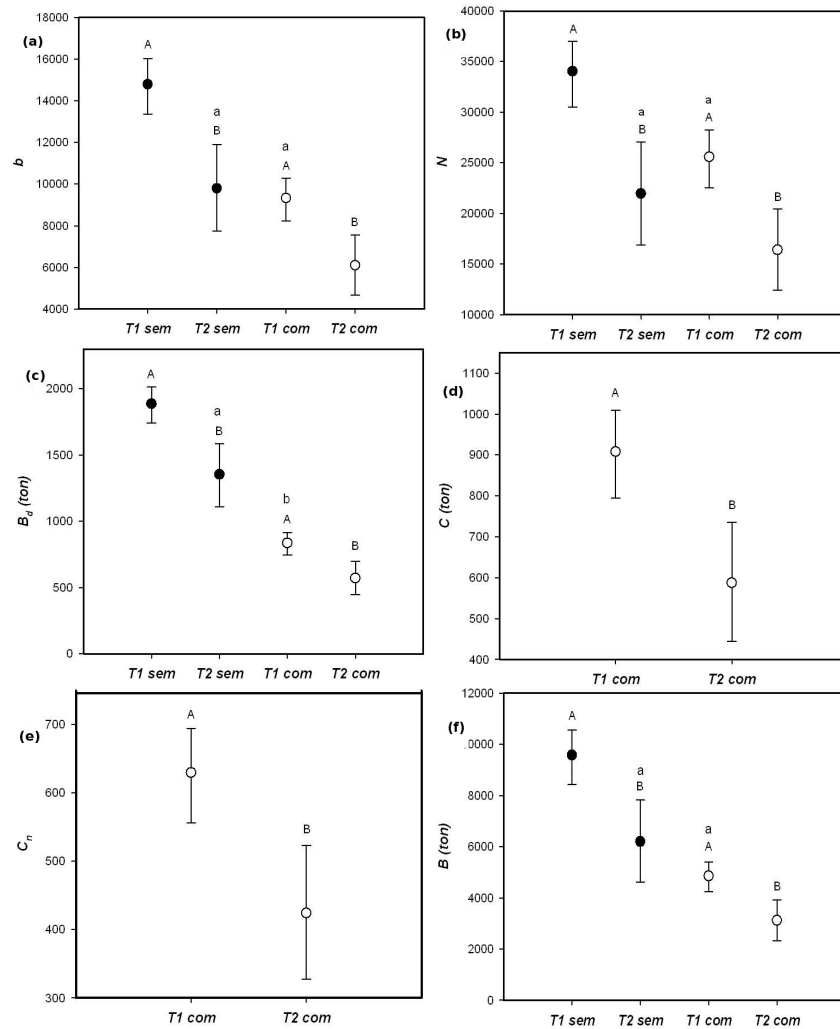 (a)
18000
16000
14000
12000
10000
8000
6000
4000
b
A
a
B
a
A
B
T1 sem T2 sem T1 com T2 com
(b)
40000
35000
30000
25000
20000
15000
10000
N
A
a
B
a
A
B
T1 sem T2 sem T1 com T2 com
(c)
2000
1500
1000
500
0
Bd (ton)
A
a
B
b
A
B
T1 sem T2 sem T1 com T2 com
(d)
1100
1000
900
800
700
600
500
400
C (ton)
A
B
T1 com T2 com
(e)
700
600
500
400
300
Cn
A
B
T1 com T2 com
(f)
12000
.0000
8000
6000
4000
2000
0
B (ton)
A
a
B
a
A
B
T1 sem T2 sem T1 com T2 com